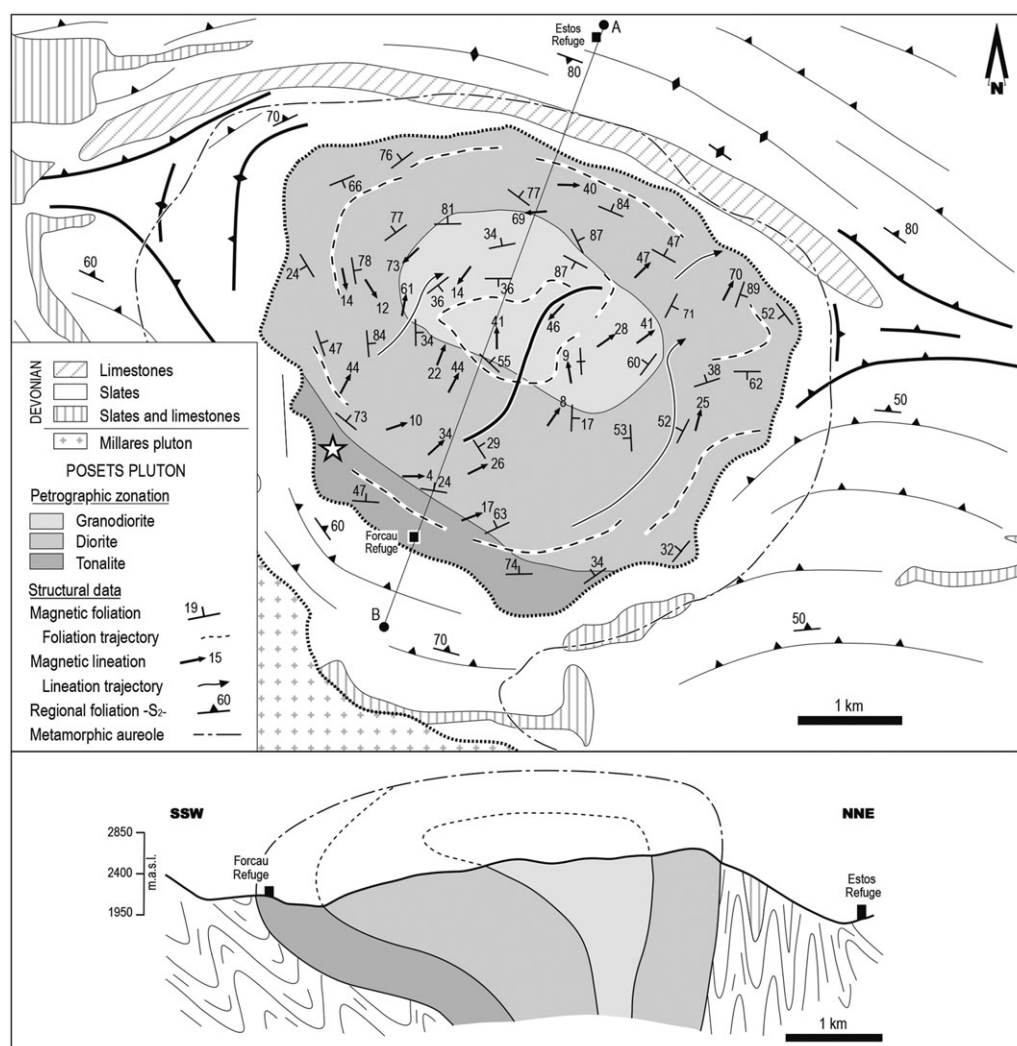 Estos
Refuge
A
80
N
70
76
66
77
40
84
77
81
69
87
47
47
80
34
60
24
78
73
87
70
89
14
12
61
36
14
36
52
41
46
28
41
71
84
34
47
9
60
44
22
44
55
38
62
8
25
50
73
10
17
34
29
53
52
26
4
24
47
17
63
Forcau
Refuge
60
74
34
32
B
70
50
DEVONIAN
Limestones
Slates
Slates and limestones
Millares pluton
POSETS PLUTON
Petrographic zonation
Granodiorite
Diorite
Tonalite
Structural data
Magnetic foliation 19
Foliation trajectory
Magnetic lineation 15
Lineation trajectory
Regional foliation -S2- 60
Metamorphic aureole
1 km
SSW
NNE
2850
2400
1950
m.a.s.l.
Forcau
Refuge
Estos
Refuge
1 km